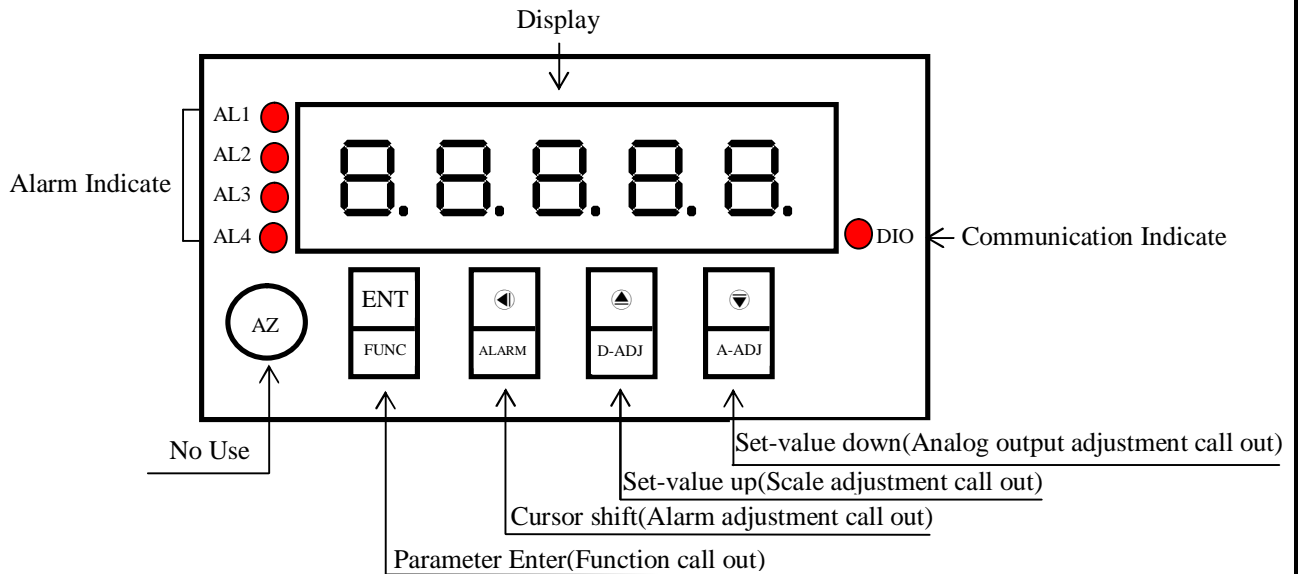 Display
AL1
AL2
AL3
AL4
Alarm Indicate
8.8.8.8.8.
DIO
Communication Indicate
AZ
ENT
FUNC
ALARM
D-ADJ
A-ADJ
No Use
Set-value down(Analog output adjustment call out)
Set-value up(Scale adjustment call out)
Cursor shift(Alarm adjustment call out)
Parameter Enter(Function call out)